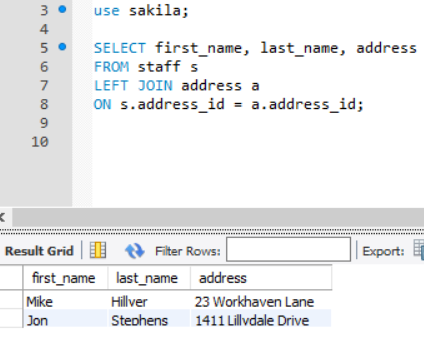 3 use sakila;
4
5 SELECT first_name, last_name, address
6 FROM staff s
7 LEFT JOIN address a
8 ON s.address_id = a.address_id;
9
10
Result Grid Filter Rows: Export:
first_name last_name address
Mike Hillyer 23 Workhaven Lane
Jon Stephens 1411 Lillydale Drive